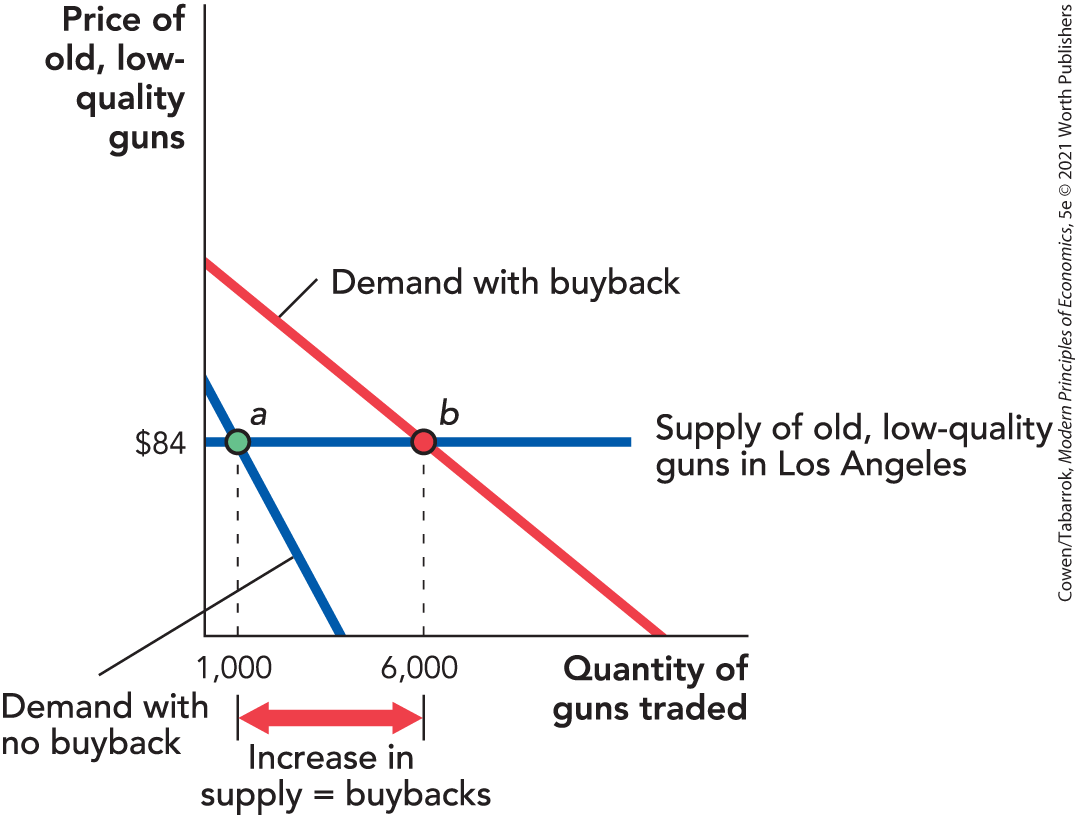 Price of
old, low-
quality
guns
Demand with buyback
a
b
$84
Supply of old, low-quality
guns in Los Angeles
1,000
6,000
Quantity of
guns traded
Demand with
no buyback
Increase in
supply = buybacks
Cowen/Tabarrok, Modern Principles of Economics, 5e © 2021 Worth Publishers